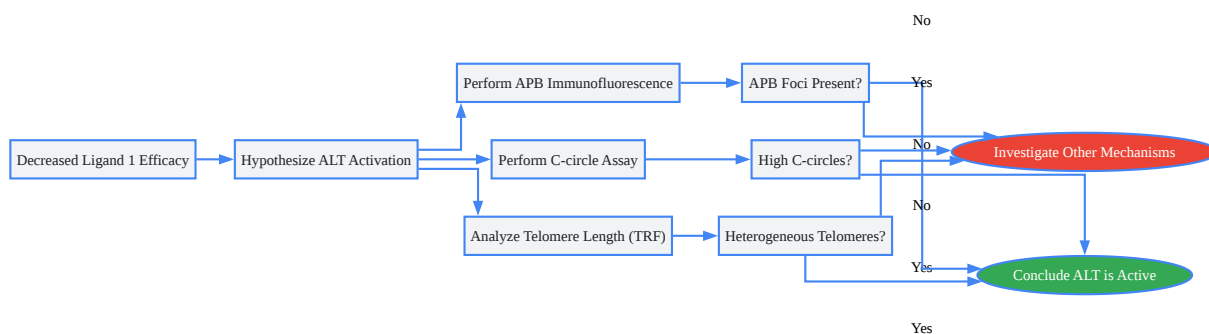 No
Perform APB Immunofluorescence
APB Foci Present?
Yes
Decreased Ligand 1 Efficacy
Hypothesize ALT Activation
Perform C-circle Assay
High C-circles?
No
Investigate Other Mechanisms
No
Analyze Telomere Length (TRF)
Heterogeneous Telomeres?
Yes
Conclude ALT is Active
Yes